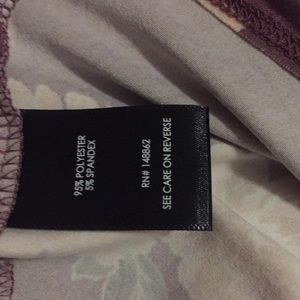 95% POLYESTER
5% SPANDEX
RN# 148862
SEE CARE ON REVERSE